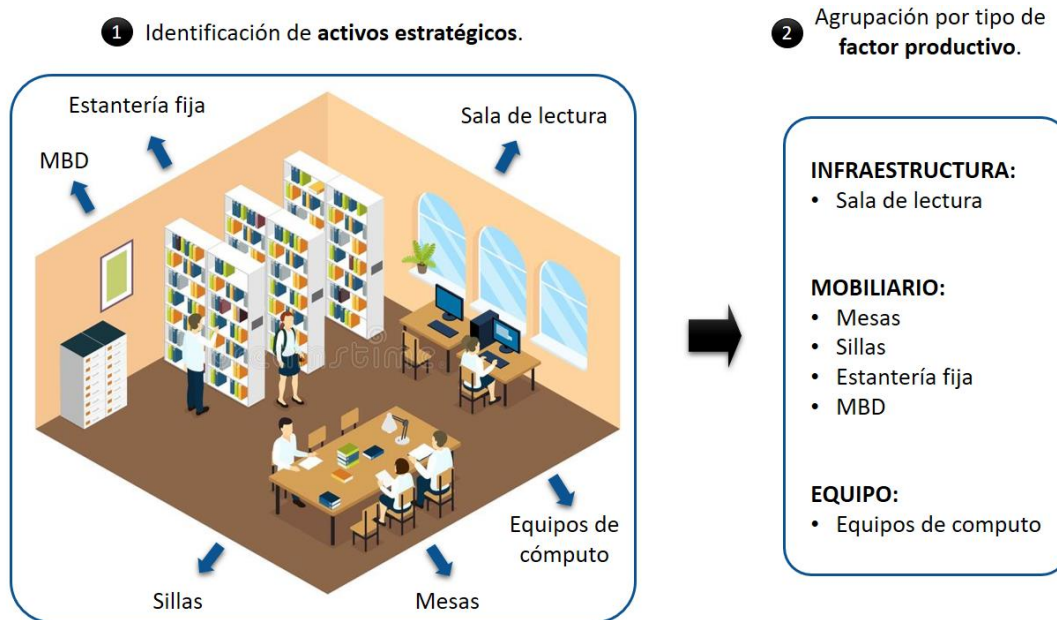 1 Identificación de activos estratégicos.
Estantería fija
MBD
Sala de lectura
Equipos de
cómputo
Sillas
Mesas
2 Agrupación por tipo de
factor productivo.
INFRAESTRUCTURA:
• Sala de lectura
MOBILIARIO:
• Mesas
• Sillas
• Estantería fija
• MBD
EQUIPO:
• Equipos de computo